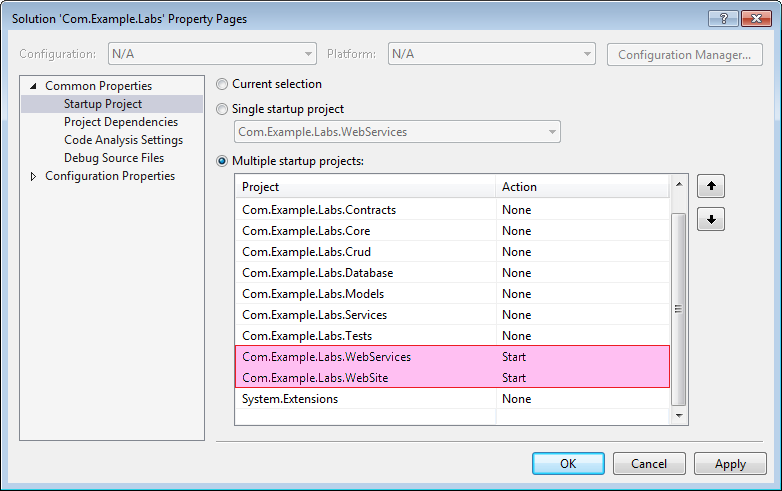 Solution 'Com.Example.Labs' Property Pages
Configuration: N/A Platform: N/A Configuration Manager...
Common Properties
Startup Project
Project Dependencies
Code Analysis Settings
Debug Source Files
Configuration Properties
Current selection
Single startup project
Com.Example.Labs.WebServices
Multiple startup projects:
Project Action
Com.Example.Labs.Contracts None
Com.Example.Labs.Core None
Com.Example.Labs.Crud None
Com.Example.Labs.Database None
Com.Example.Labs.Models None
Com.Example.Labs.Services None
Com.Example.Labs.Tests None
Com.Example.Labs.WebServices Start
Com.Example.Labs.WebSite Start
System.Extensions None
OK Cancel Apply